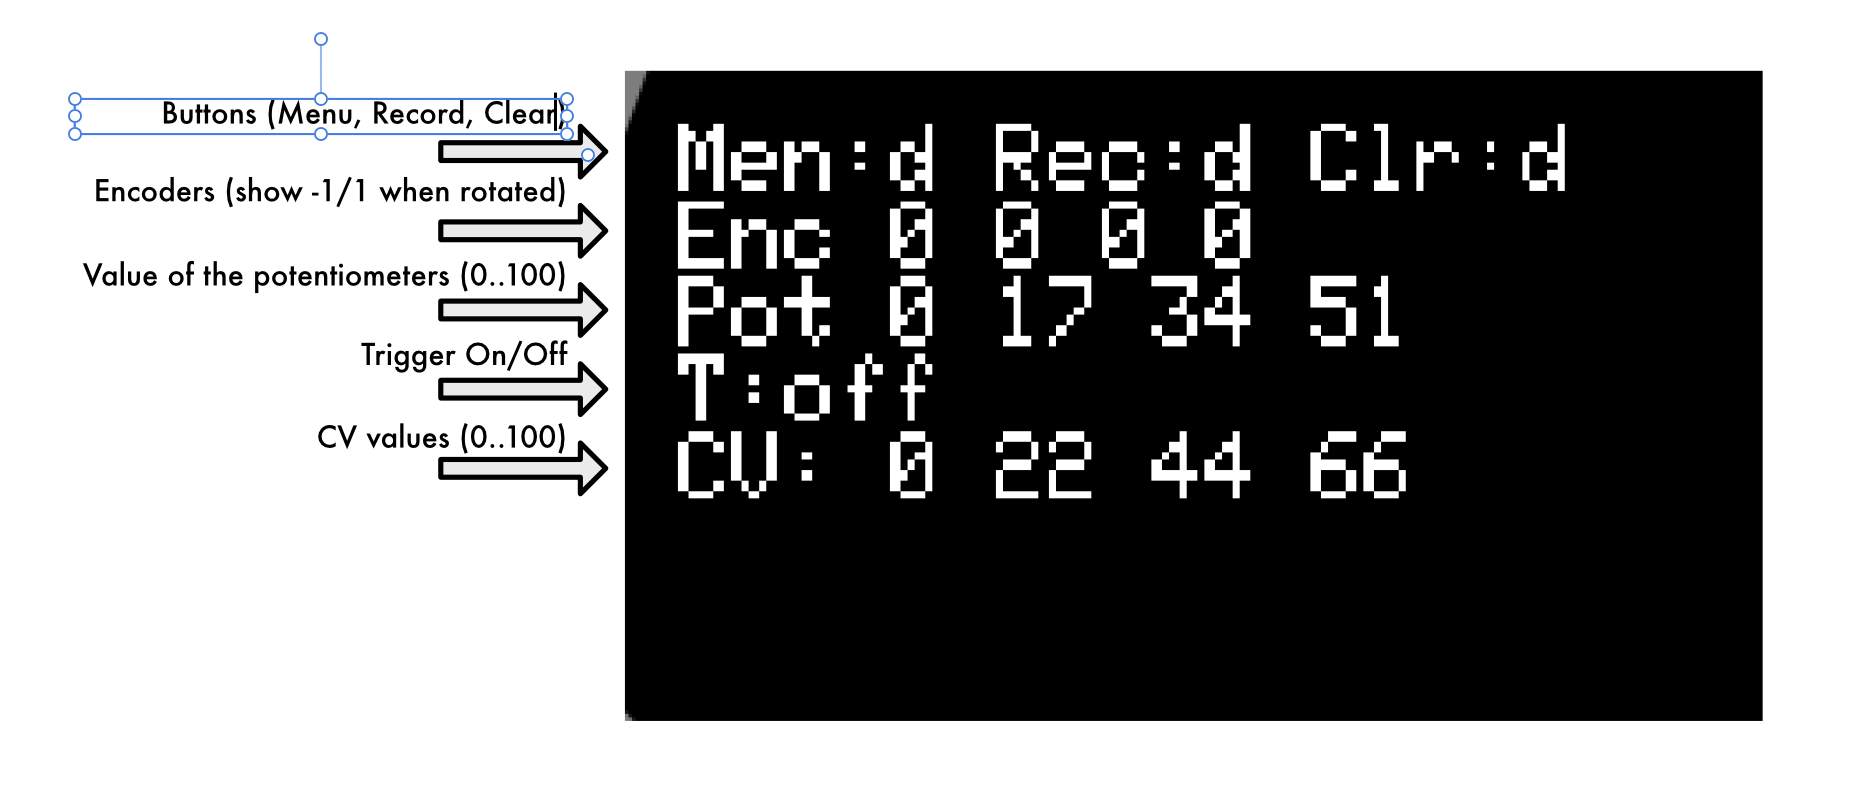 Buttons (Menu, Record, Clear)
Men:d Rec:d Clr:d
Encoders (show -1/1 when rotated)
Enc 0 0 0 0
Value of the potentiometers (0..100)
Pot 0 17 34 51
Trigger On/Off
T:off
CV values (0..100)
CV: 0 22 44 66